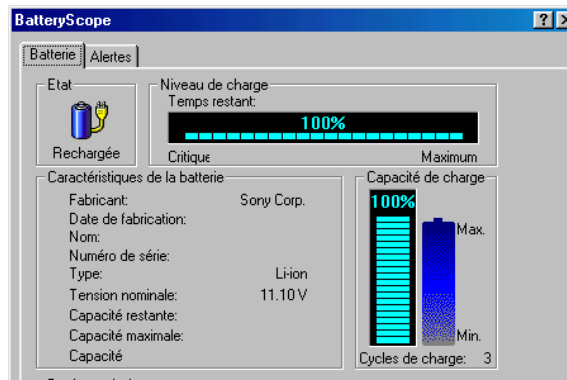 BatteryScope
Batterie
Alertes
Etat
Rechargée
Niveau de charge
Temps restant:
100%
Critique
Maximum
Caractéristiques de la batterie
Fabricant: Sony Corp.
Date de fabrication:
Nom:
Numéro de série:
Type: Li-ion
Tension nominale: 11.10 V
Capacité restante:
Capacité maximale:
Capacité
Capacité de charge
100%
Max.
Min.
Cycles de charge: 3